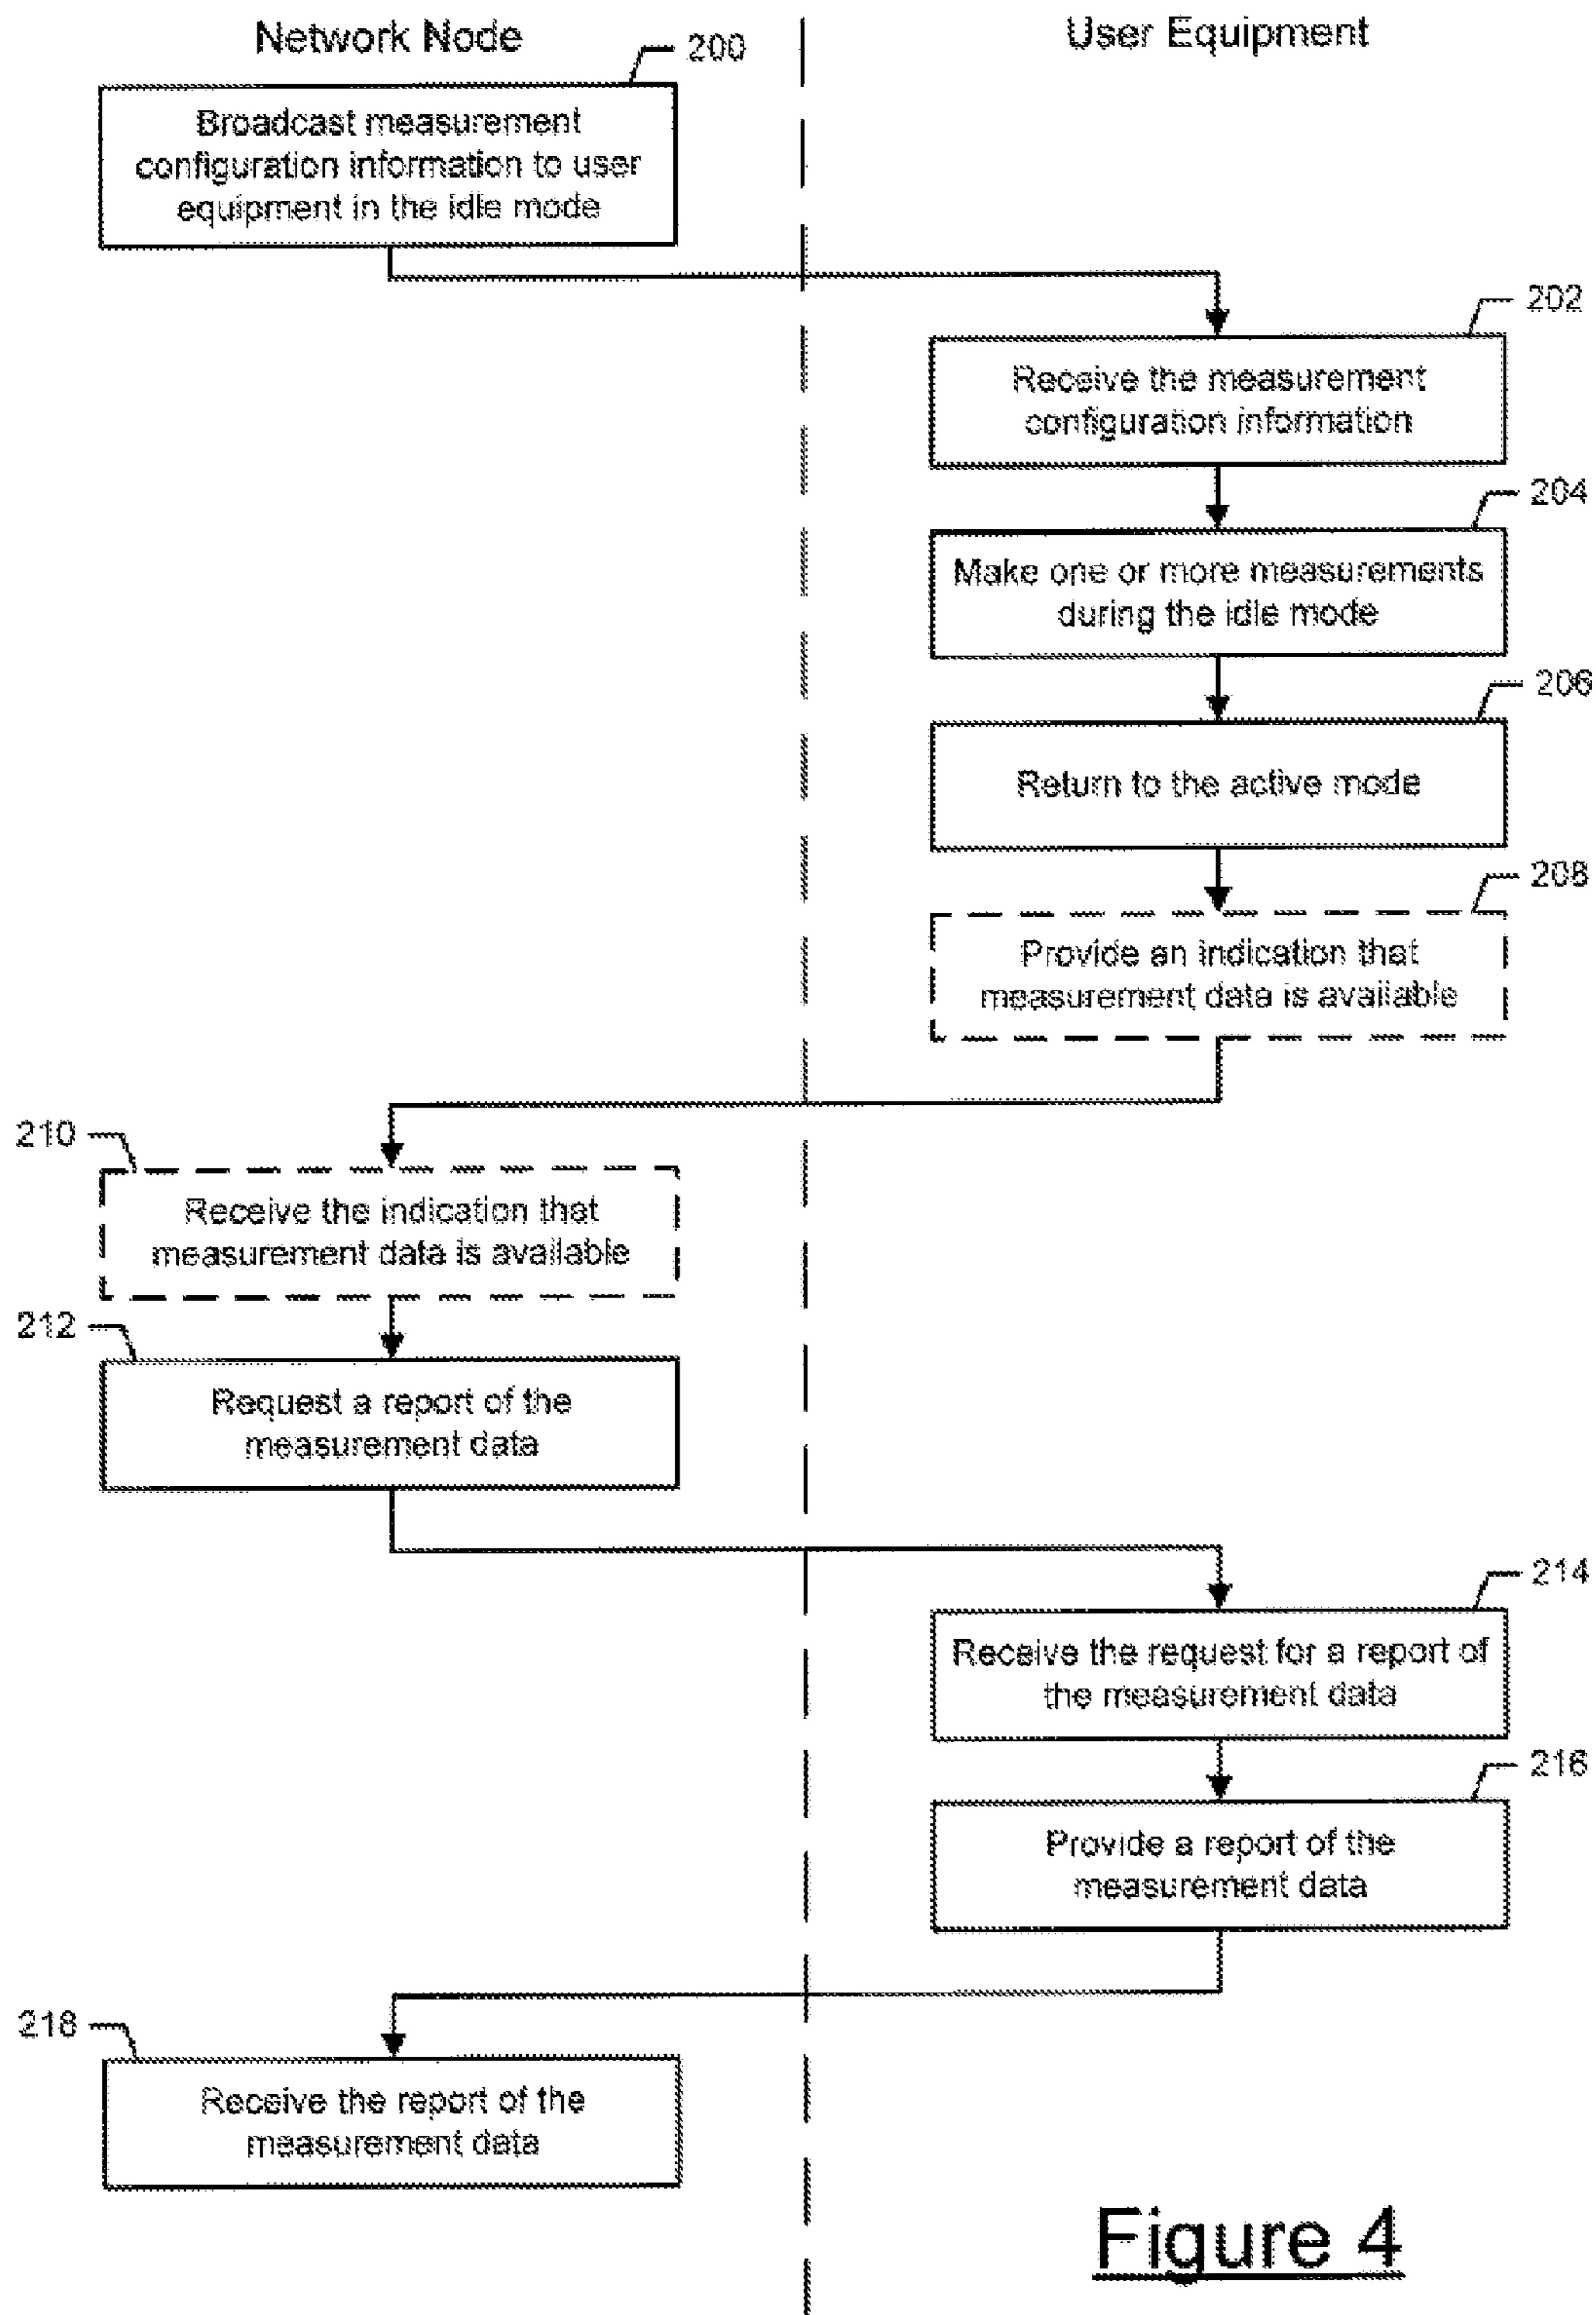 Network Node
User Equipment
200
Broadcast measurement
configuration information to user
equipment in the idle mode
202
Receive the measurement
configuration information
204
Make one or more measurements
during the idle mode
206
Return to the active mode
208
Provide an indication that
measurement data is available
210
Receive the indication that
measurement data is available
212
Request a report of the
measurement data
214
Receive the request for a report of
the measurement data
216
Provide a report of the
measurement data
218
Receive the report of the
measurement data
Figure 4